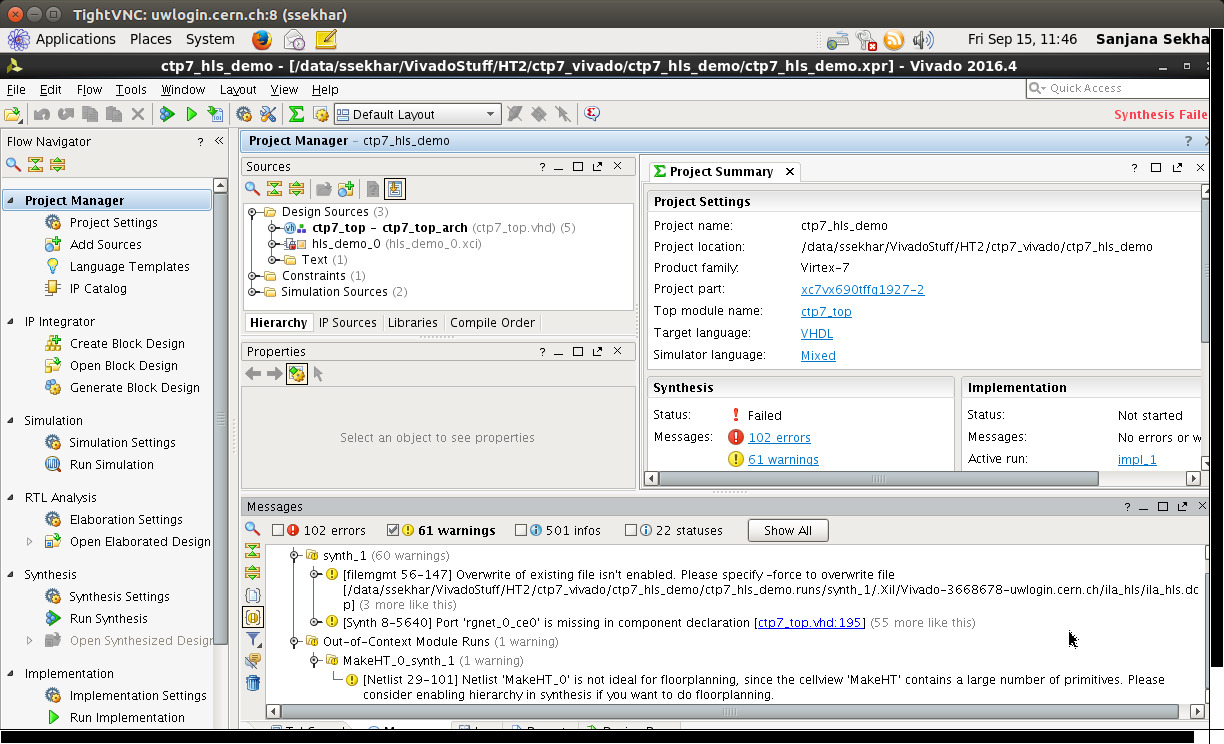 TightVNC: uwlogin.cern.ch:8 (ssekhar)
Applications Places System Fri Sep 15, 11:46 Sanjana Sekha
ctp7_hls_demo - [/data/ssekhar/VivadoStuff/HT2/ctp7_vivado/ctp7_hls_demo/ctp7_hls_demo.xpr] - Vivado 2016.4
File Edit Flow Tools Window Layout View Help Quick Access
Default Layout Synthesis Faile
Flow Navigator ? «
Project Manager
Project Settings
Add Sources
Language Templates
IP Catalog
IP Integrator
Create Block Design
Open Block Design
Generate Block Design
Simulation
Simulation Settings
Run Simulation
RTL Analysis
Elaboration Settings
Open Elaborated Design
Synthesis
Synthesis Settings
Run Synthesis
Open Synthesized Design
Implementation
Implementation Settings
Run Implementation
Project Manager - ctp7_hls_demo ?
Sources ?
Design Sources (3)
ctp7_top - ctp7_top_arch (ctp7_top.vhd) (5)
hls_demo_0 (hls_demo_0.xci)
Text (1)
Constraints (1)
Simulation Sources (2)
Hierarchy IP Sources Libraries Compile Order
Properties ?
Select an object to see properties
Σ Project Summary ?
Project Settings
Project name: ctp7_hls_demo
Project location: /data/ssekhar/VivadoStuff/HT2/ctp7_vivado/ctp7_hls_demo
Product family: Virtex-7
Project part: xc7vx690tffg1927-2
Top module name: ctp7_top
Target language: VHDL
Simulator language: Mixed
Synthesis
Status: ! Failed
Messages: 102 errors
61 warnings
Implementation
Status: Not started
Messages: No errors or w
Active run: impl_1
Messages ?
102 errors 61 warnings 501 infos 22 statuses Show All
synth_1 (60 warnings)
[filemgmt 56-147] Overwrite of existing file isn't enabled. Please specify -force to overwrite file
[/data/ssekhar/VivadoStuff/HT2/ctp7_vivado/ctp7_hls_demo/ctp7_hls_demo.runs/synth_1/.Xil/Vivado-3668678-uwlogin.cern.ch/ila_hls/ila_hls.dc
p] (3 more like this)
[Synth 8-5640] Port 'rgnet_0_ce0' is missing in component declaration [ctp7_top.vhd:195] (55 more like this)
Out-of-Context Module Runs (1 warning)
MakeHT_0_synth_1 (1 warning)
[Netlist 29-101] Netlist 'MakeHT_0' is not ideal for floorplanning, since the cellview 'MakeHT' contains a large number of primitives. Please
consider enabling hierarchy in synthesis if you want to do floorplanning.